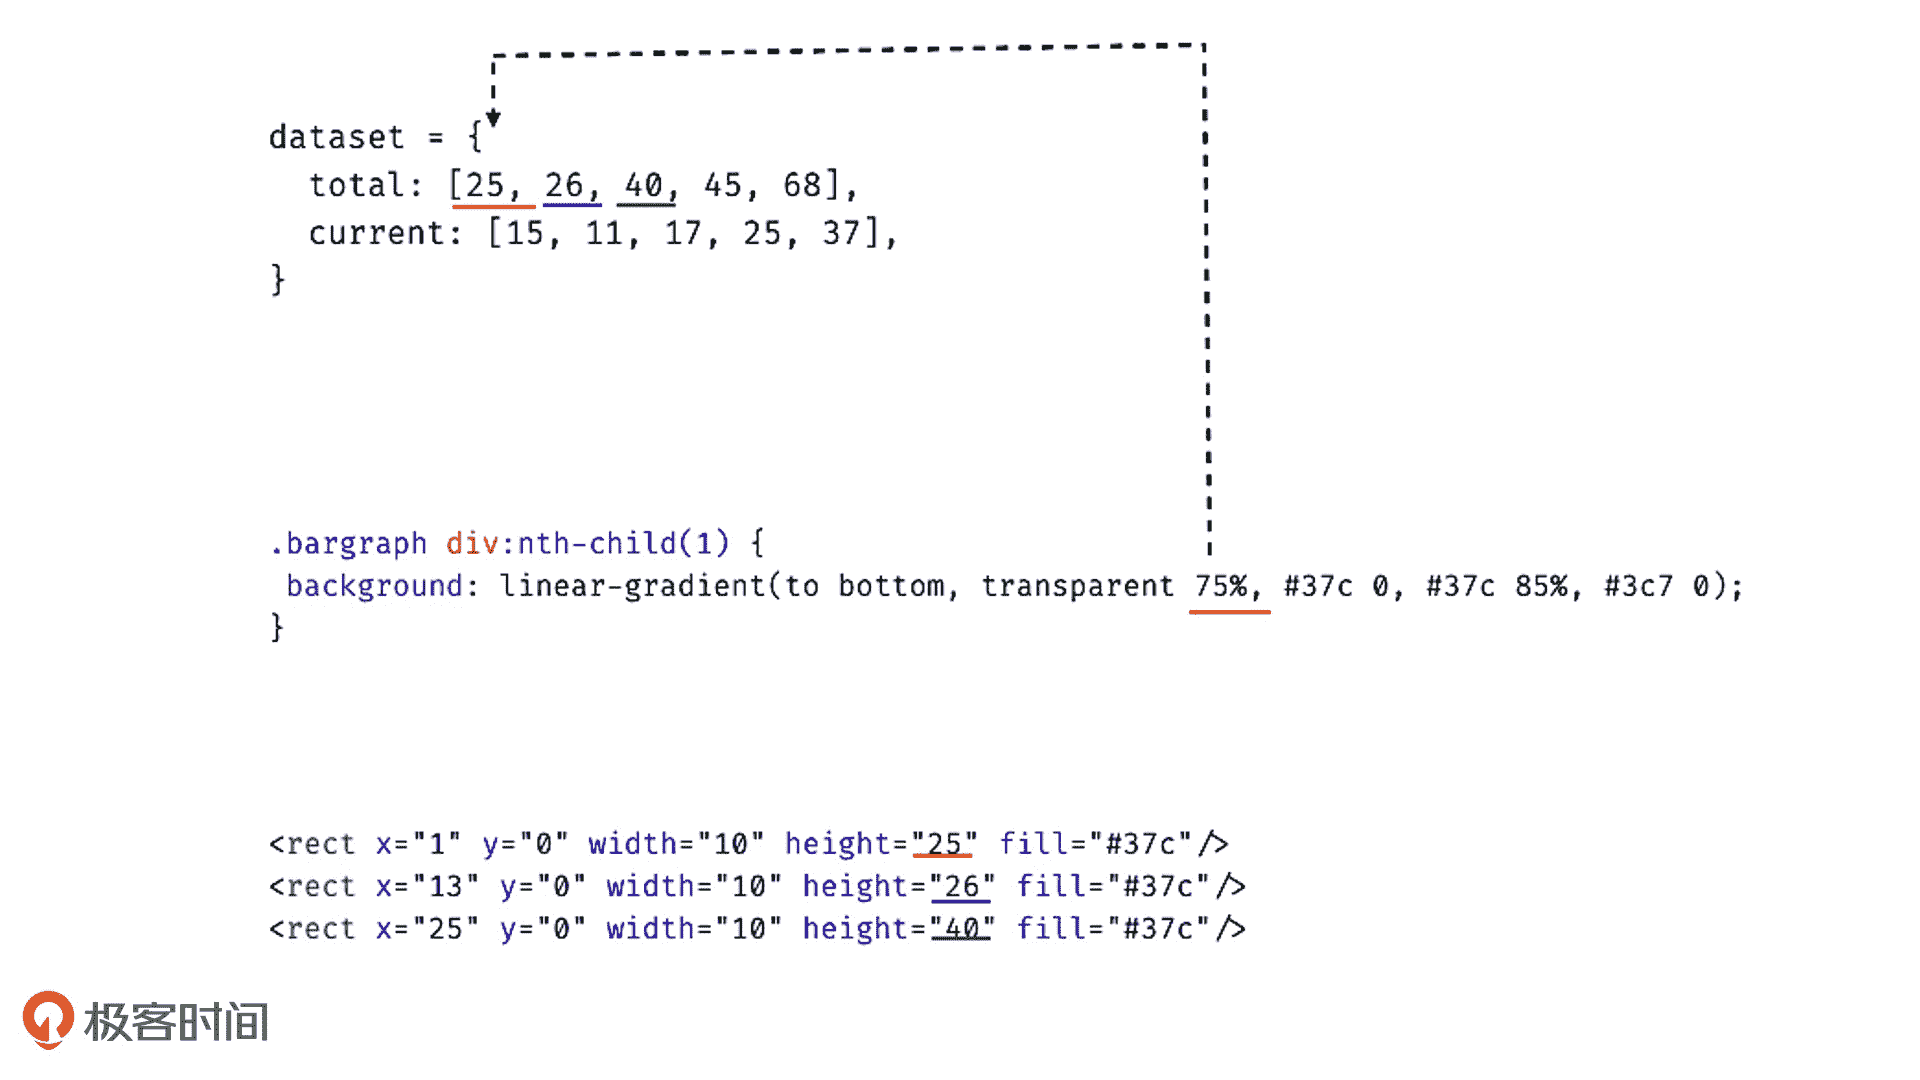 dataset = {
  total: [25, 26, 40, 45, 68],
  current: [15, 11, 17, 25, 37],
}
.bargraph div:nth-child(1) {
 background: linear-gradient(to bottom, transparent 75%, #37c 0, #37c 85%, #3c7 0);
}
<rect x="1" y="0" width="10" height="25" fill="#37c"/>
<rect x="13" y="0" width="10" height="26" fill="#37c"/>
<rect x="25" y="0" width="10" height="40" fill="#37c"/>
极客时间